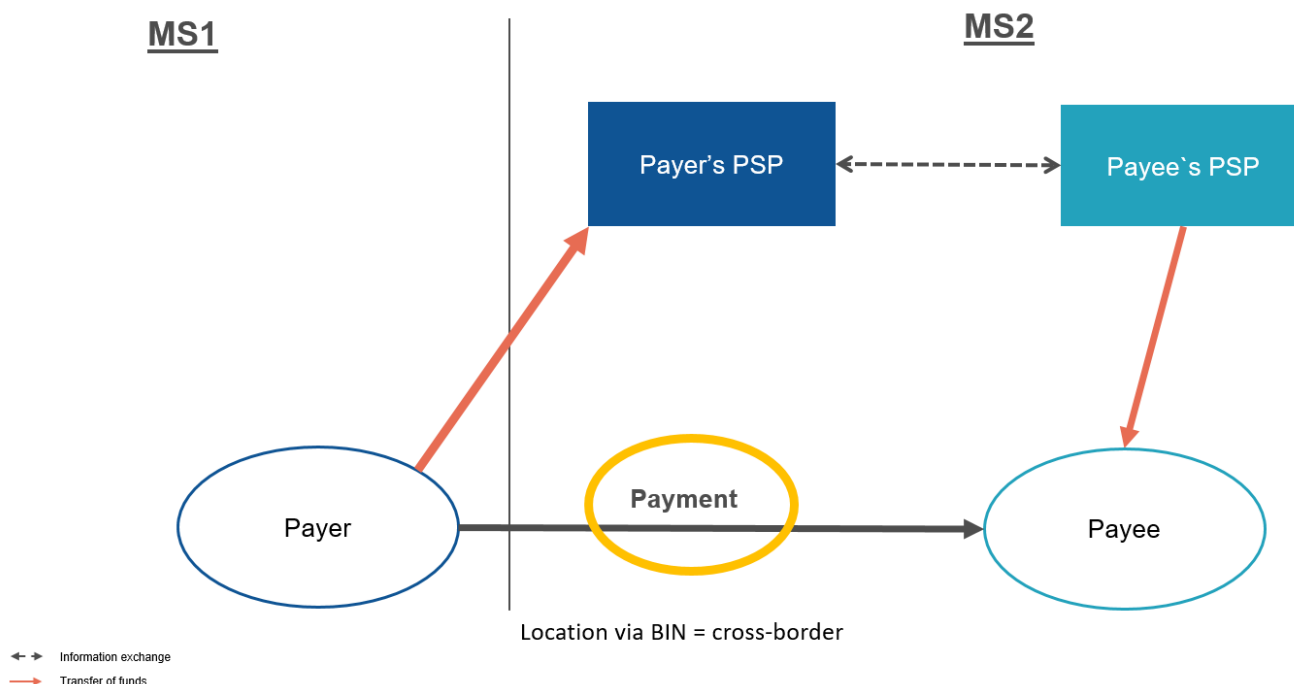 MS1
MS2
Payer's PSP
Payee`s PSP
Payment
Payer
Payee
Location via BIN = cross-border
Information exchange
Transfer of funds